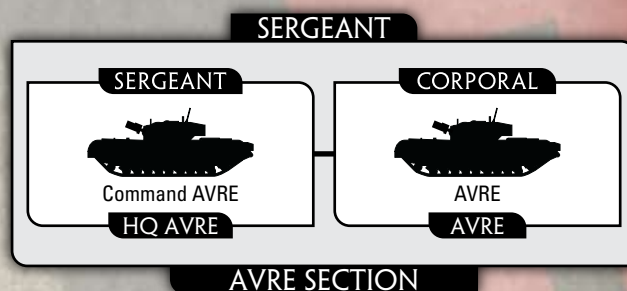 SERGEANT
SERGEANT
Command AVRE
HQ AVRE
CORPORAL
AVRE
AVRE
AVRE SECTION